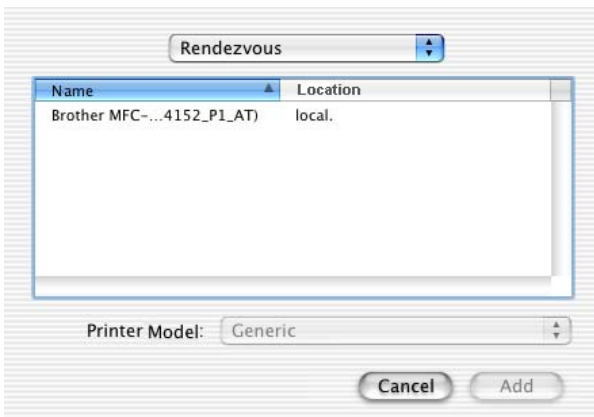 Rendezvous
Name Location
Brother MFC-...4152_P1_AT) local.
Printer Model: Generic
Cancel Add